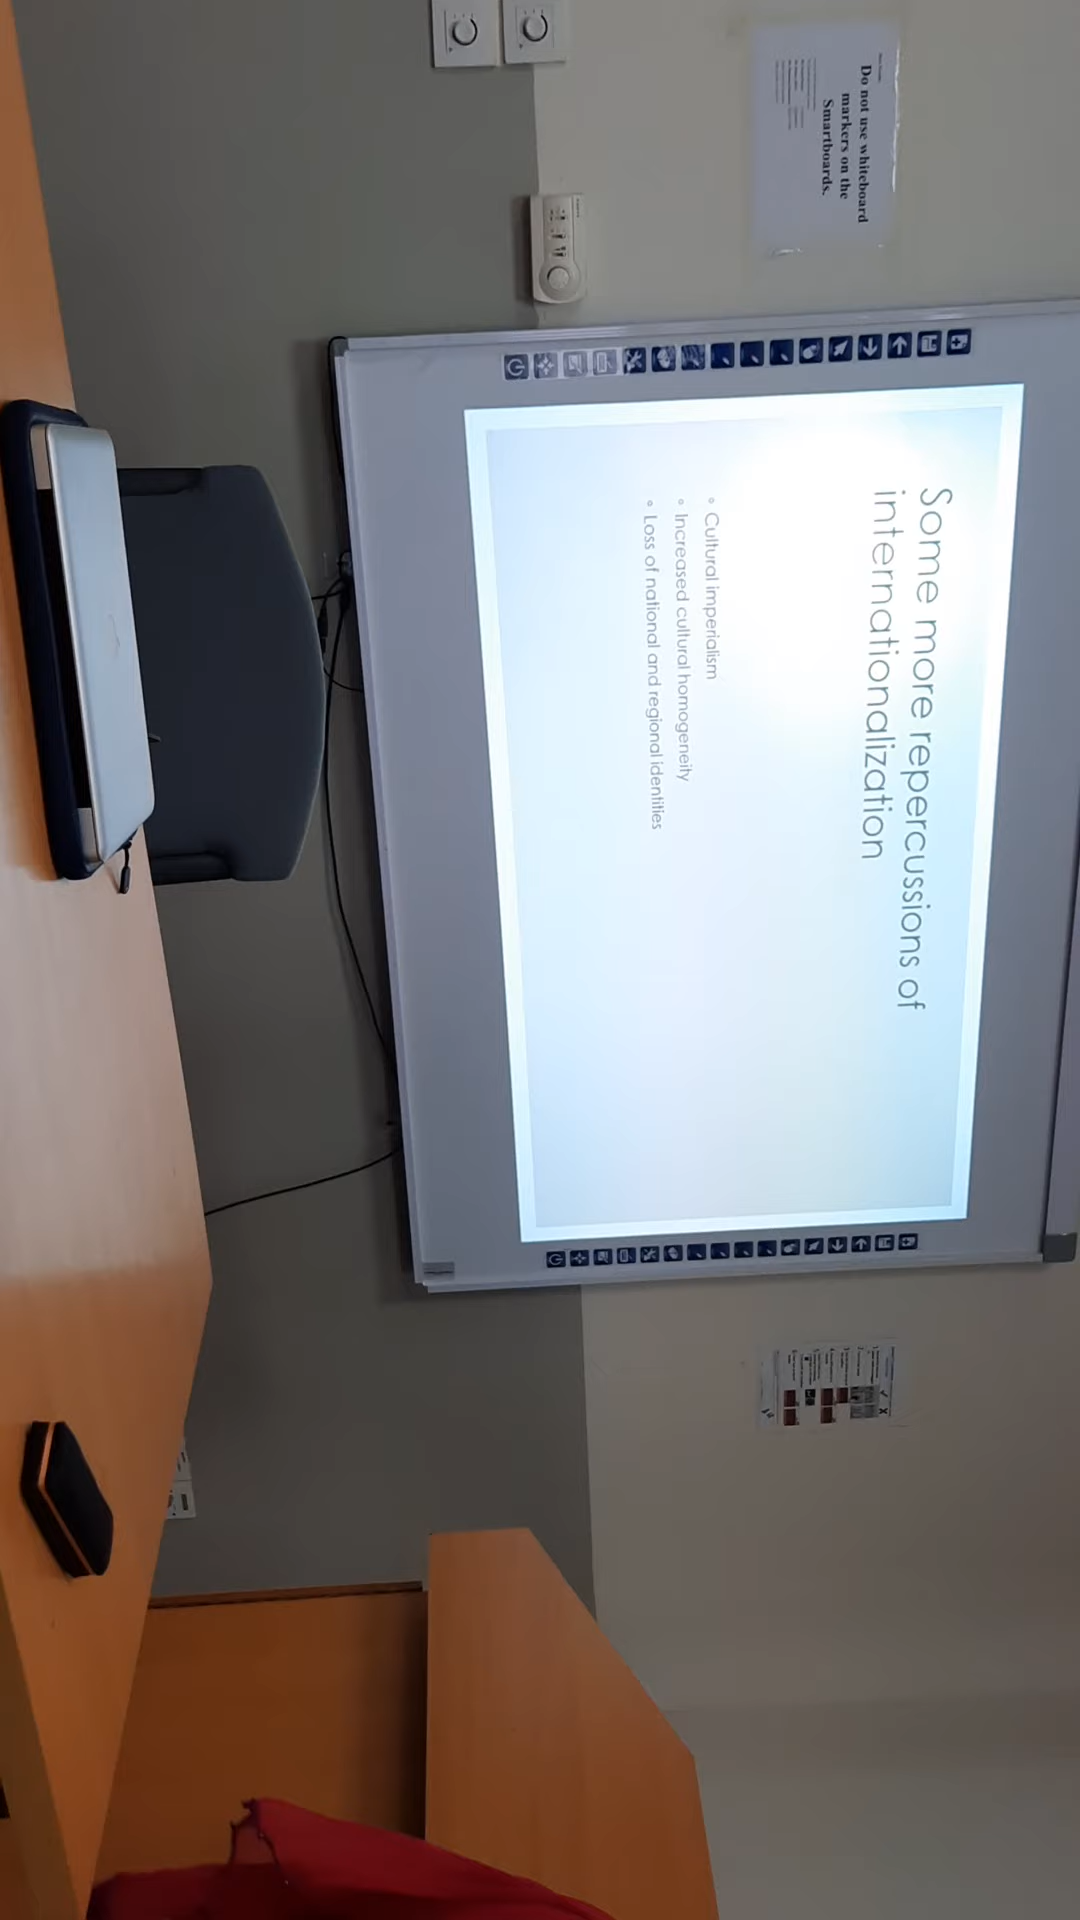 Do not use whiteboard
markers on the
Smartboards.
Some more repercussions of
internationalization
◦ Cultural imperialism
◦ Increased cultural homogeneity
◦ Loss of national and regional identities